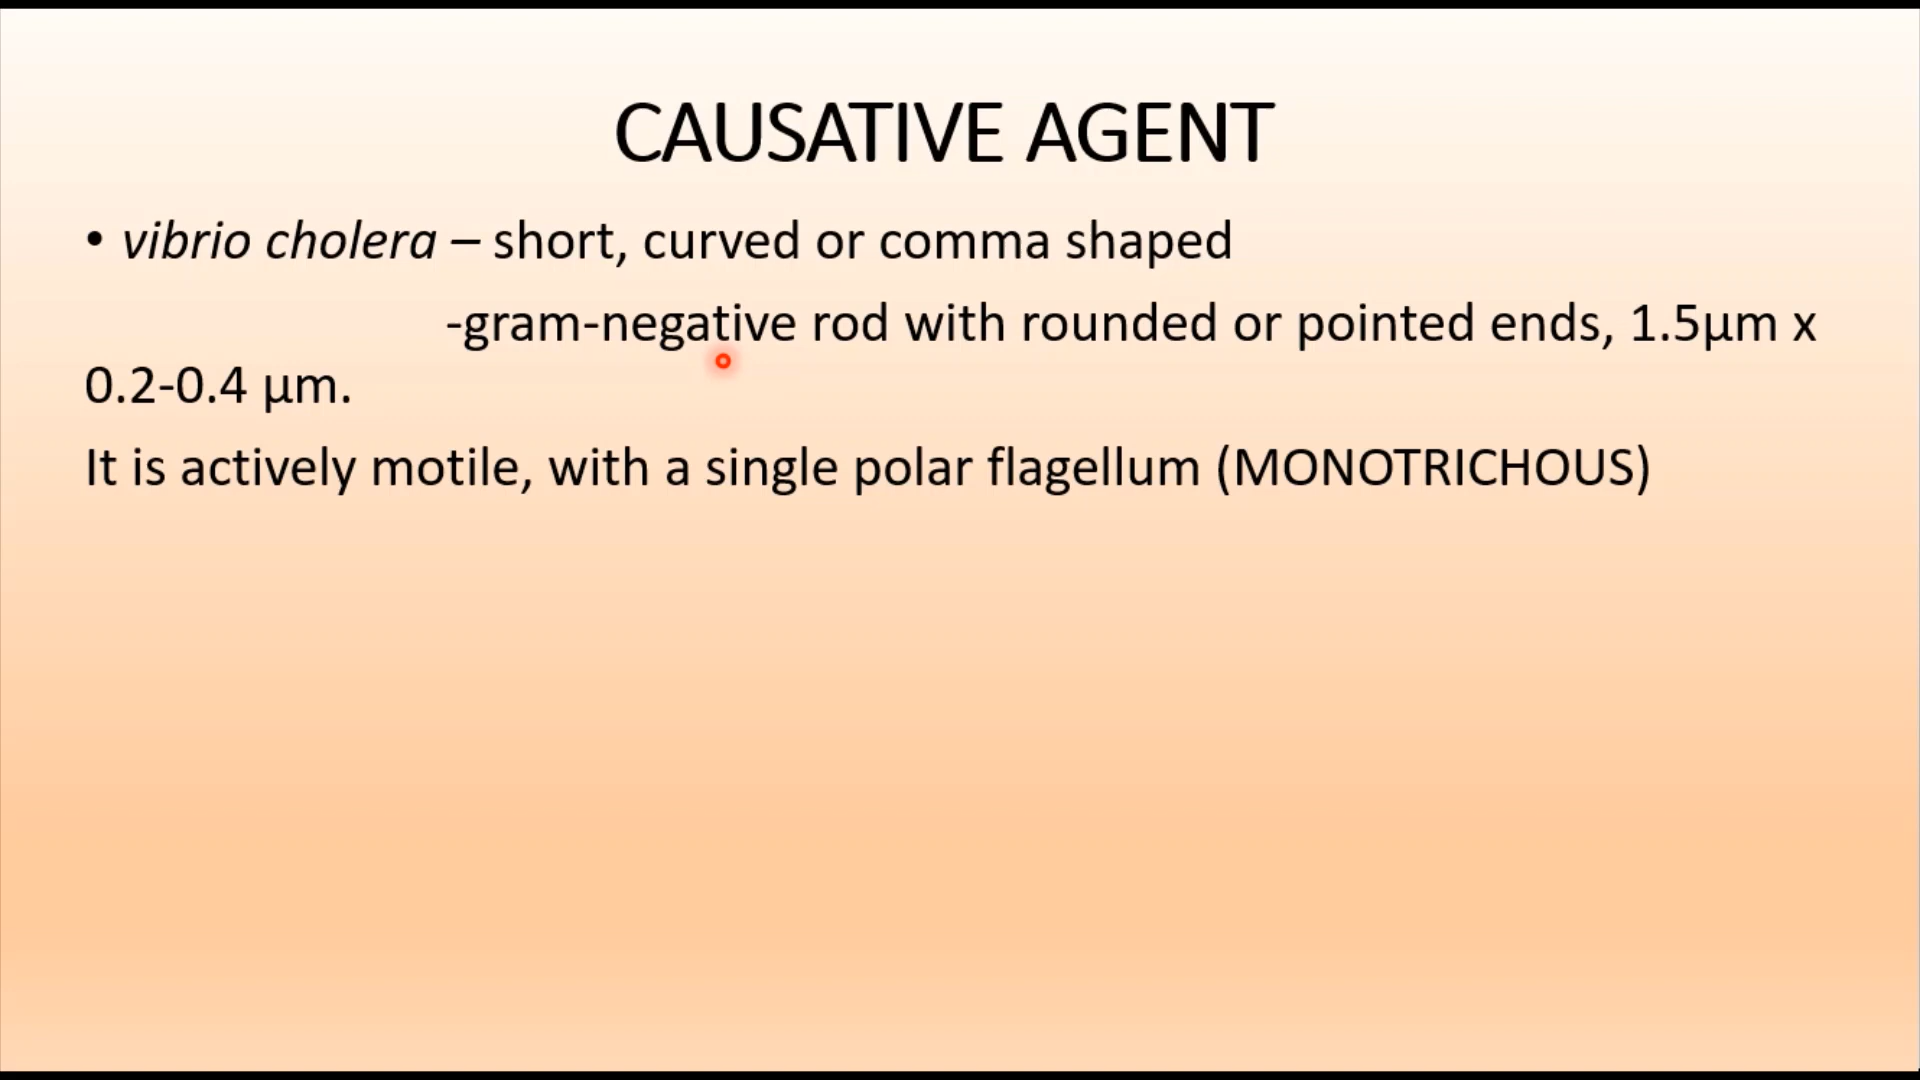 CAUSATIVE AGENT
• vibrio cholera – short, curved or comma shaped
-gram-negative rod with rounded or pointed ends, 1.5µm x
0.2-0.4 µm.
It is actively motile, with a single polar flagellum (MONOTRICHOUS)